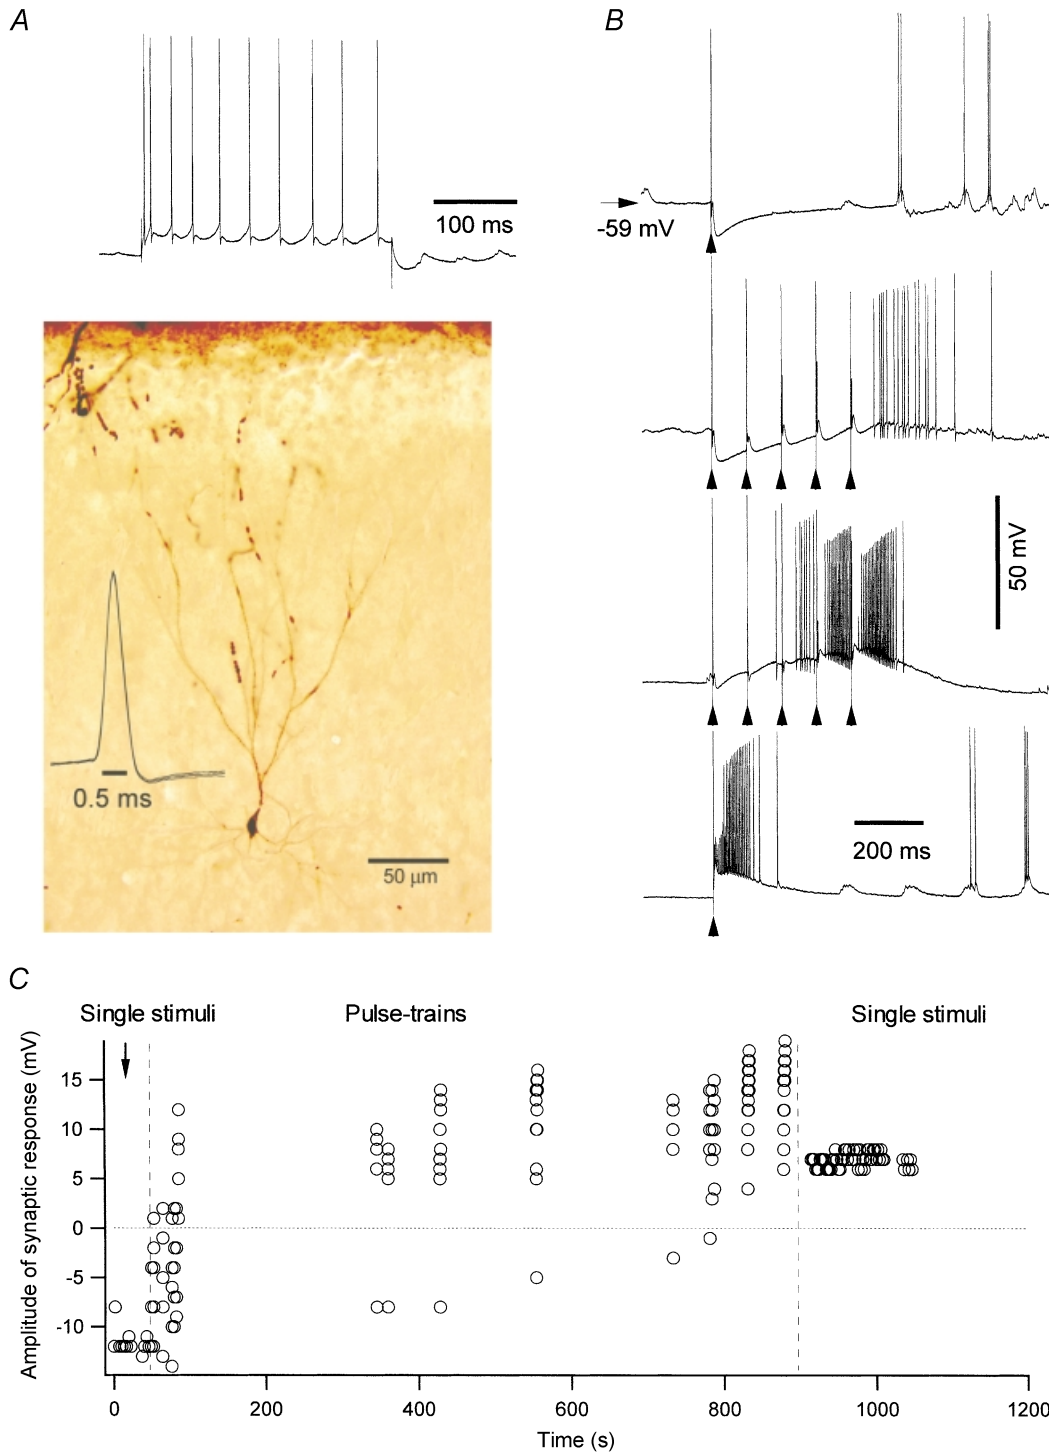 A
100 ms
0.5 ms
50 µm
B
-59 mV
50 mV
200 ms
C
Single stimuli
Pulse-trains
Single stimuli
Amplitude of synaptic response (mV)
15
10
5
0
-5
-10
0
200
400
600
800
1000
1200
Time (s)